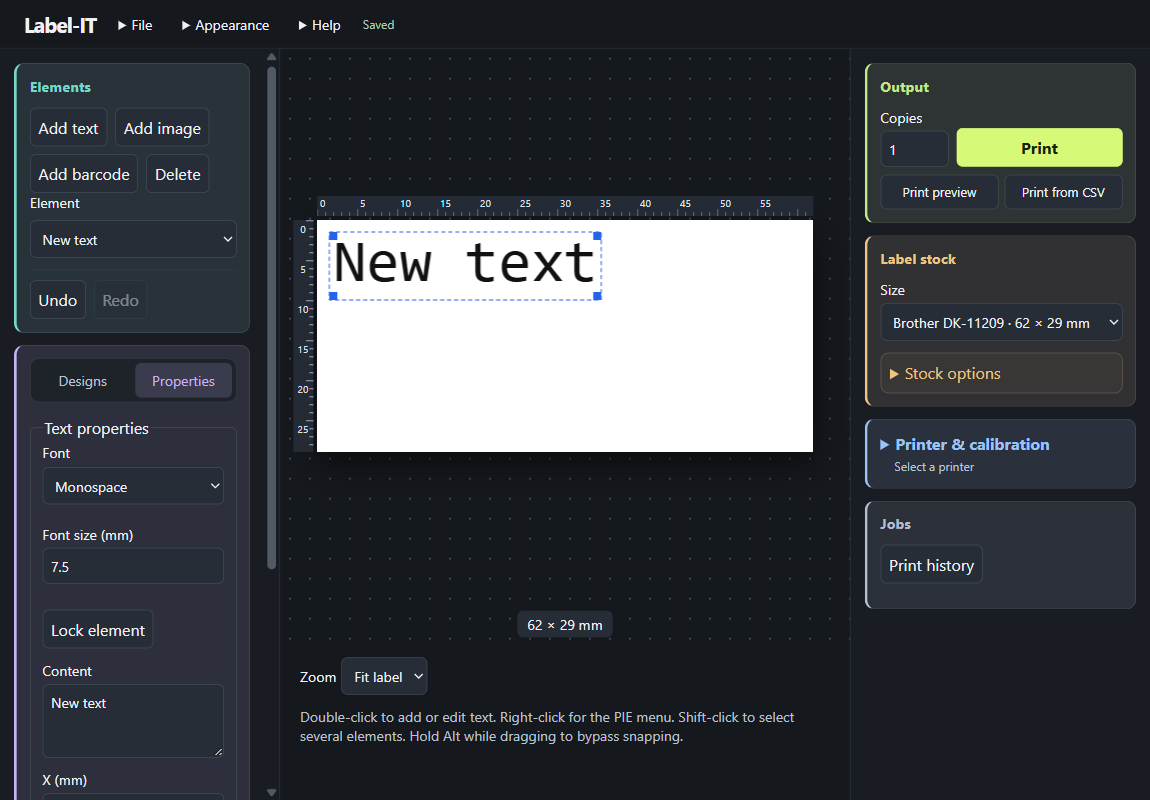 Label-IT ▶ File ▶ Appearance ▶ Help Saved
Elements
Add text Add image
Add barcode Delete
Element
New text
Undo Redo
Designs Properties
Text properties
Font
Monospace
Font size (mm)
7.5
Lock element
Content
New text
X (mm)
0 5 10 15 20 25 30 35 40 45 50 55
0
5
10
15
20
25
New text
62 × 29 mm
Zoom Fit label
Double-click to add or edit text. Right-click for the PIE menu. Shift-click to select
several elements. Hold Alt while dragging to bypass snapping.
Output
Copies
1 Print
Print preview Print from CSV
Label stock
Size
Brother DK-11209 · 62 × 29 mm
▶ Stock options
▶ Printer & calibration
Select a printer
Jobs
Print history